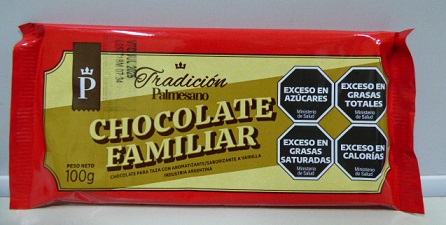 P
Tradición
Palmesano
CHOCOLATE
FAMILIAR
PESO NETO
100g
CHOCOLATE PARA TAZA CON AROMATIZANTE/SABORIZANTE A VAINILLA
INDUSTRIA ARGENTINA
EXCESO EN
AZÚCARES
Ministerio
de Salud
EXCESO EN
GRASAS
TOTALES
Ministerio
de Salud
EXCESO EN
GRASAS
SATURADAS
Ministerio
de Salud
EXCESO EN
CALORÍAS
Ministerio
de Salud